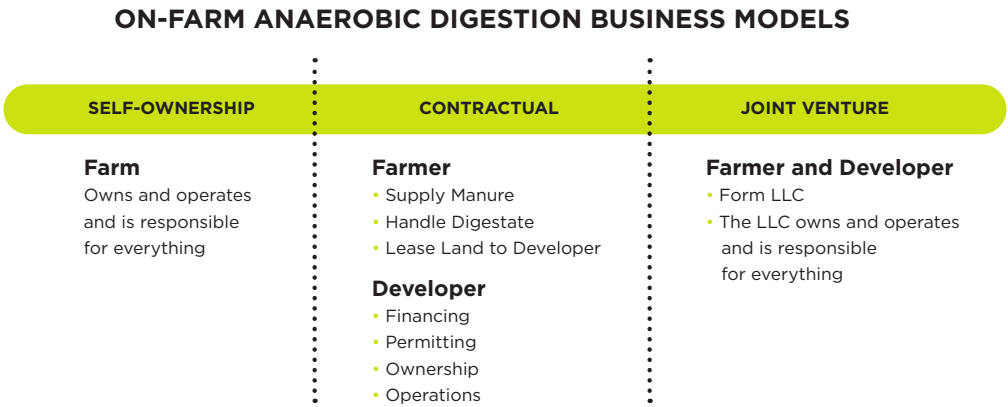 ON-FARM ANAEROBIC DIGESTION BUSINESS MODELS
SELF-OWNERSHIP
Farm
Owns and operates
and is responsible
for everything
CONTRACTUAL
Farmer
• Supply Manure
• Handle Digestate
• Lease Land to Developer
Developer
• Financing
• Permitting
• Ownership
• Operations
JOINT VENTURE
Farmer and Developer
• Form LLC
• The LLC owns and operates
and is responsible
for everything